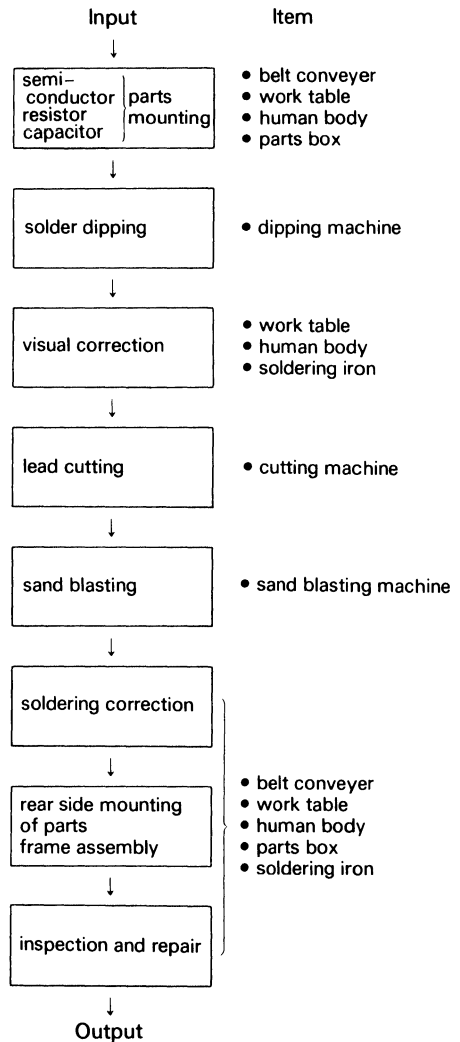 Input Item
semi-
conductor
resistor
capacitor
parts
mounting
• belt conveyer
• work table
• human body
• parts box
solder dipping
• dipping machine
visual correction
• work table
• human body
• soldering iron
lead cutting
• cutting machine
sand blasting
• sand blasting machine
soldering correction
rear side mounting
of parts
frame assembly
inspection and repair
• belt conveyer
• work table
• human body
• parts box
• soldering iron
Output